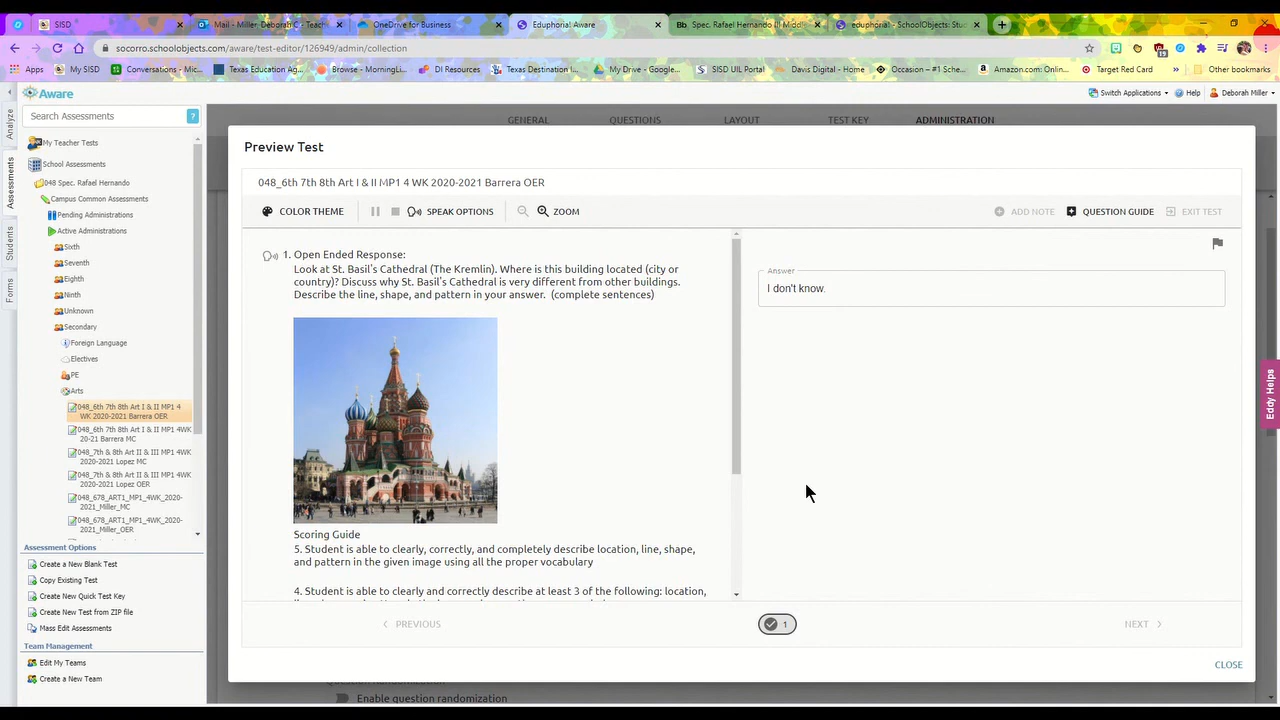 SISD
Mail - Miller, Deborah C - Teach
OneDrive for Business
Eduphorial Aware
Bb Spec. Rafael Hernando III Middl
eduphorial - SchoolObjects: Stu
socorro.schoolobjects.com/aware/test-editor/126949/admin/collection
Apps
My SISD
Conversations - Mic...
Texas Education Ag...
Browse - MorningLi...
DI Resources
Texas Destination I...
My Drive - Google...
SISD UIL Portal
Davis Digital - Home
Occasion – #1 Sche...
Amazon.com: Onlin...
Target Red Card
»
Other bookmarks
Aware
Switch Applications
Help
Deborah Miller
Analyze
Assessments
Students
Forms
Search Assessments
?
My Teacher Tests
School Assessments
048 Spec. Rafael Hernando
Campus Common Assessments
Pending Administrations
Active Administrations
Sixth
Seventh
Eighth
Ninth
Unknown
Secondary
Foreign Language
Electives
PE
Arts
048_6th 7th 8th Art I & II MP1 4
WK 2020-2021 Barrera OER
048_6th 7th 8th Art I & II MP1 4WK
20-21 Barrera MC
048_7th & 8th Art II & III MP1 4WK
2020-2021 Lopez MC
048_7th & 8th Art II & III MP1 4WK
2020-2021 Lopez OER
048_678_ART1_MP1_4WK_2020-
2021_Miller_MC
048_678_ART1_MP1_4WK_2020-
2021_Miller_OER
Assessment Options
Create a New Blank Test
Copy Existing Test
Create New Quick Test Key
Create New Test from ZIP file
Mass Edit Assessments
Team Management
Edit My Teams
Create a New Team
GENERAL
QUESTIONS
LAYOUT
TEST KEY
ADMINISTRATION
Preview Test
048_6th 7th 8th Art I & II MP1 4 WK 2020-2021 Barrera OER
COLOR THEME
SPEAK OPTIONS
ZOOM
ADD NOTE
QUESTION GUIDE
EXIT TEST
1. Open Ended Response:
Look at St. Basil's Cathedral (The Kremlin). Where is this building located (city or
country)? Discuss why St. Basil's Cathedral is very different from other buildings.
Describe the line, shape, and pattern in your answer. (complete sentences)
Scoring Guide
5. Student is able to clearly, correctly, and completely describe location, line, shape,
and pattern in the given image using all the proper vocabulary
4. Student is able to clearly and correctly describe at least 3 of the following: location,
Answer
I don't know.
PREVIOUS
1
NEXT
CLOSE
Enable question randomization
Eddy Helps